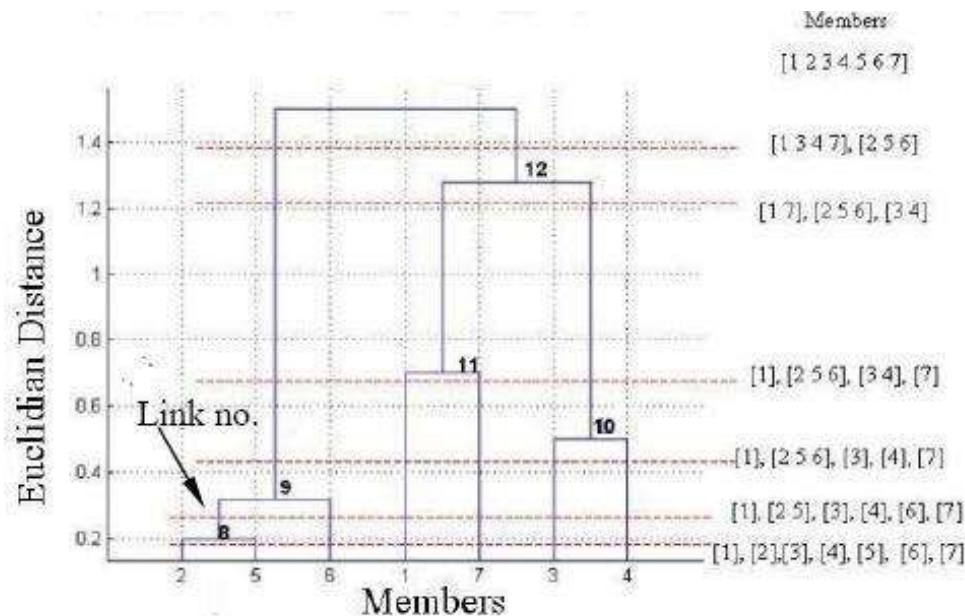 Members
[1 2 3 4 5 6 7]
1.4
[1 3 4 7], [2 5 6]
12
1.2
[1 7], [2 5 6], [3 4]
1
0.8
11
[1], [2 5 6], [3 4], [7]
0.6
Link no.
10
[1], [2 5 6], [3], [4], [7]
0.4
9
[1], [2 5], [3], [4], [6], [7]
8
0.2
[1], [2],[3], [4], [5], [6], [7]
2 5 6 1 7 3 4
Members
Euclidian Distance